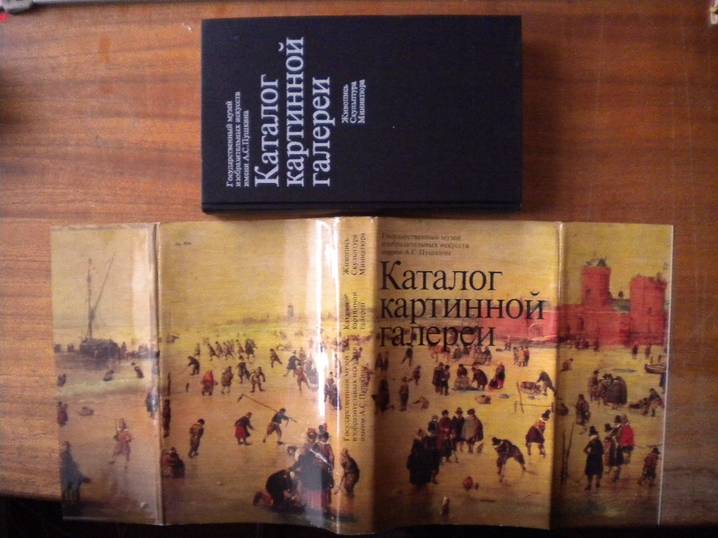 Государственный музей
изобразительных искусств
имени А.С.Пушкина
Каталог
картинной
галереи
Живопись
Скульптура
Миниатюра
Государственный музей
изобразительных искусств
имени А.С.Пушкина
Каталог
картинной
галереи
Живопись
Скульптура
Миниатюра
Государственный музей
изобразительных искусств
имени А.С. Пушкина
Каталог
картинной
галереи